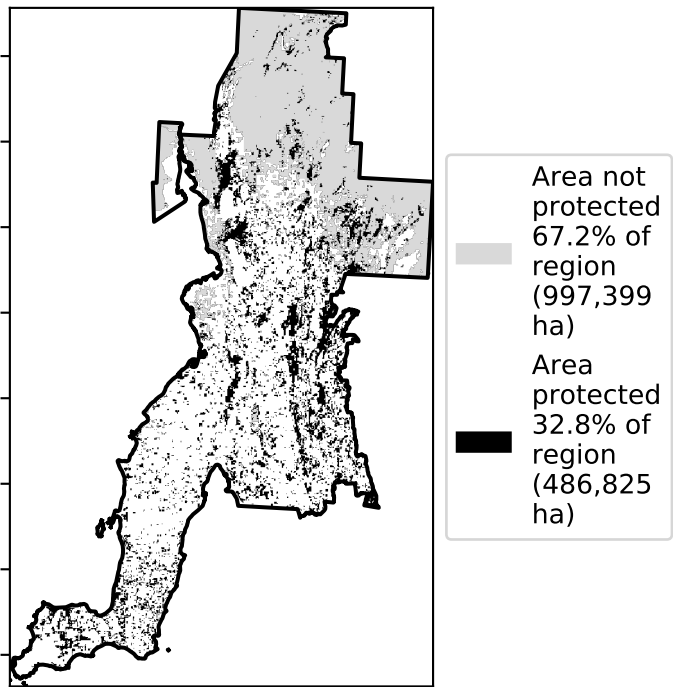 Area not
protected
67.2% of
region
(997,399
ha)
Area
protected
32.8% of
region
(486,825
ha)